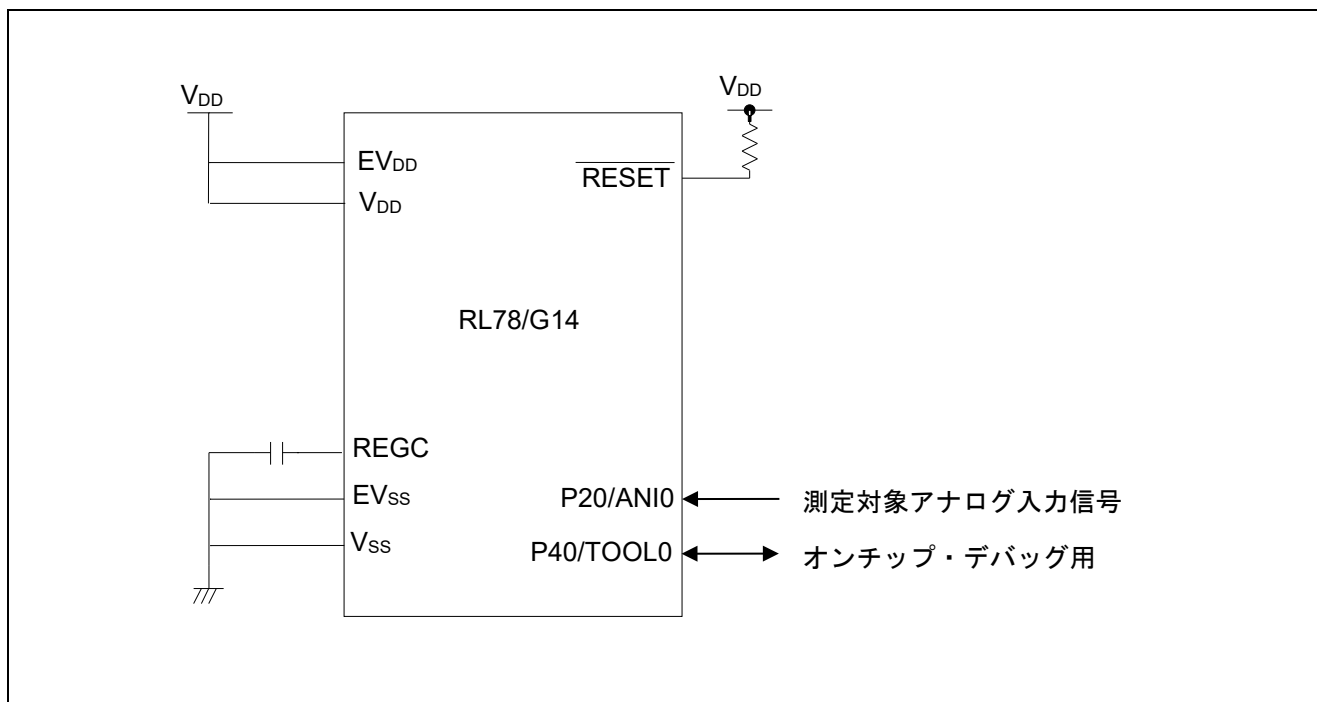 VDD
VDD
EVDD
RESET
VDD
RL78/G14
REGC
EVSS
P20/ANI0
測定対象アナログ入力信号
VSS
P40/TOOL0
オンチップ・デバッグ用